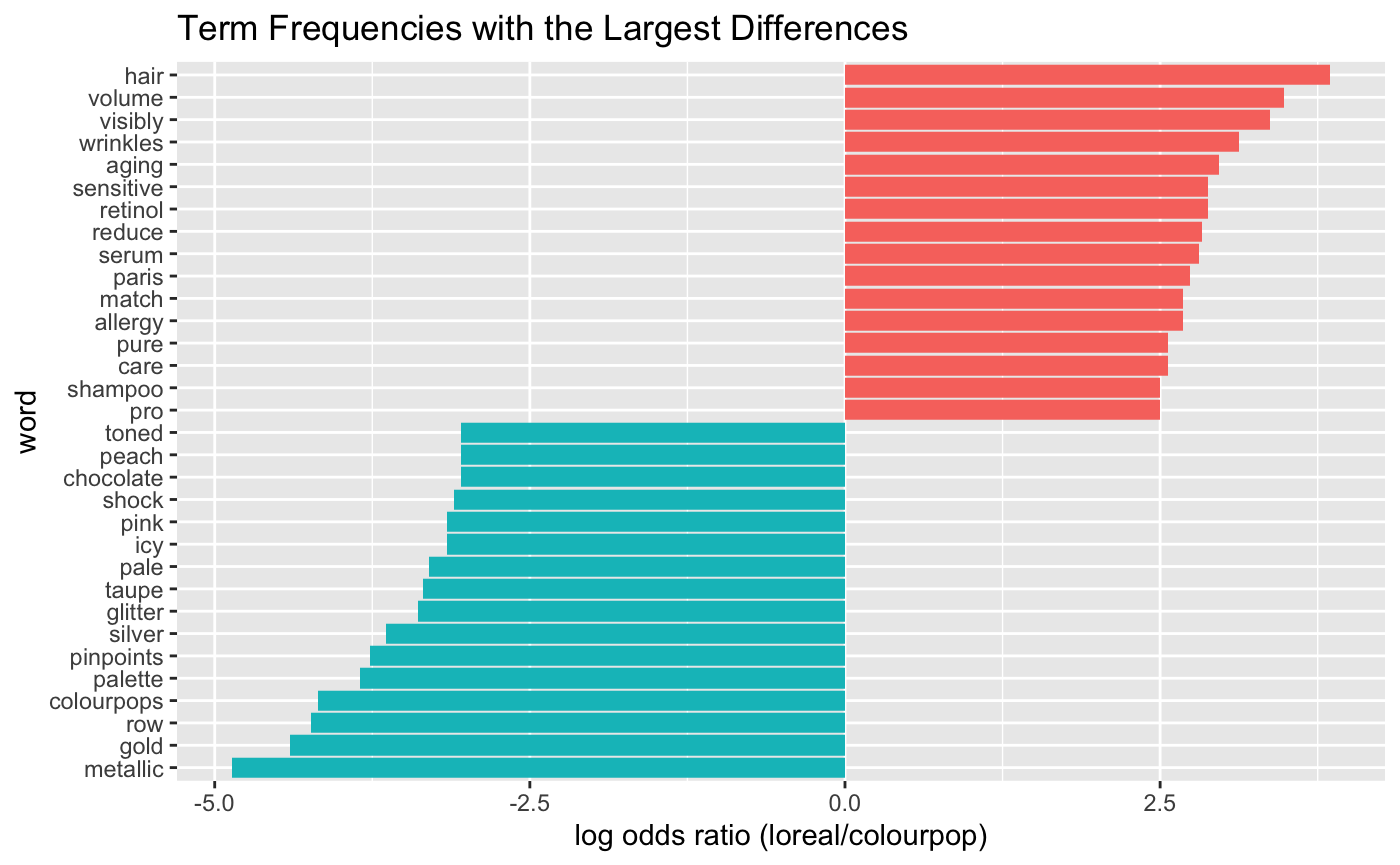 Term Frequencies with the Largest Differences
hair
volume
visibly
wrinkles
aging
sensitive
retinol
reduce
serum
paris
match
allergy
pure
care
shampoo
pro
toned
peach
chocolate
shock
pink
icy
pale
taupe
glitter
silver
pinpoints
palette
colourpops
row
gold
metallic
word
-5.0 -2.5 0.0 2.5
log odds ratio (loreal/colourpop)